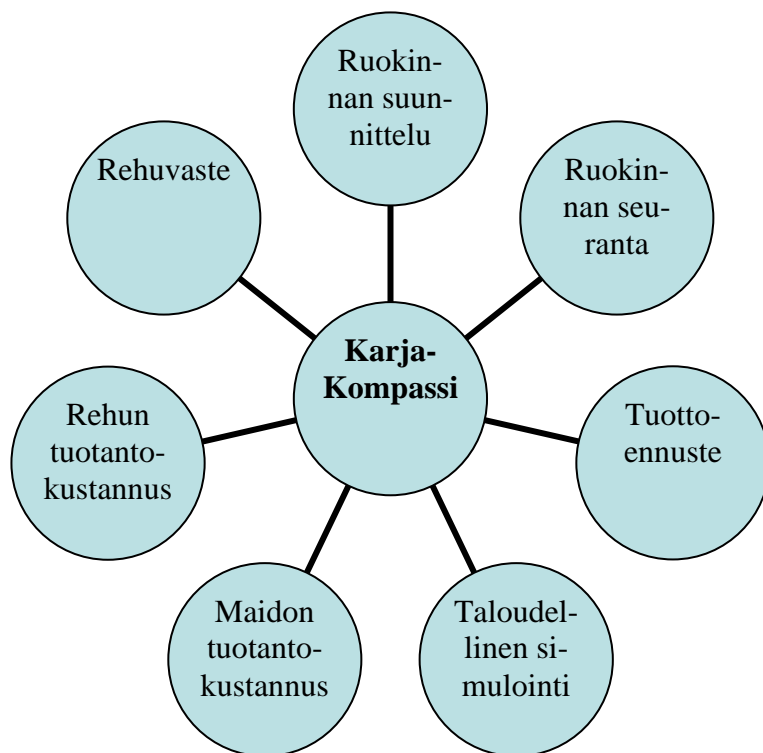 Ruokin-
nan suun-
nittelu
Rehuvaste
Ruokin-
nan seu-
ranta
Karja-
Kompassi
Rehun
tuotanto-
kustannus
Tuotto-
ennuste
Maidon
tuotanto-
kustannus
Taloudel-
linen si-
mulointi